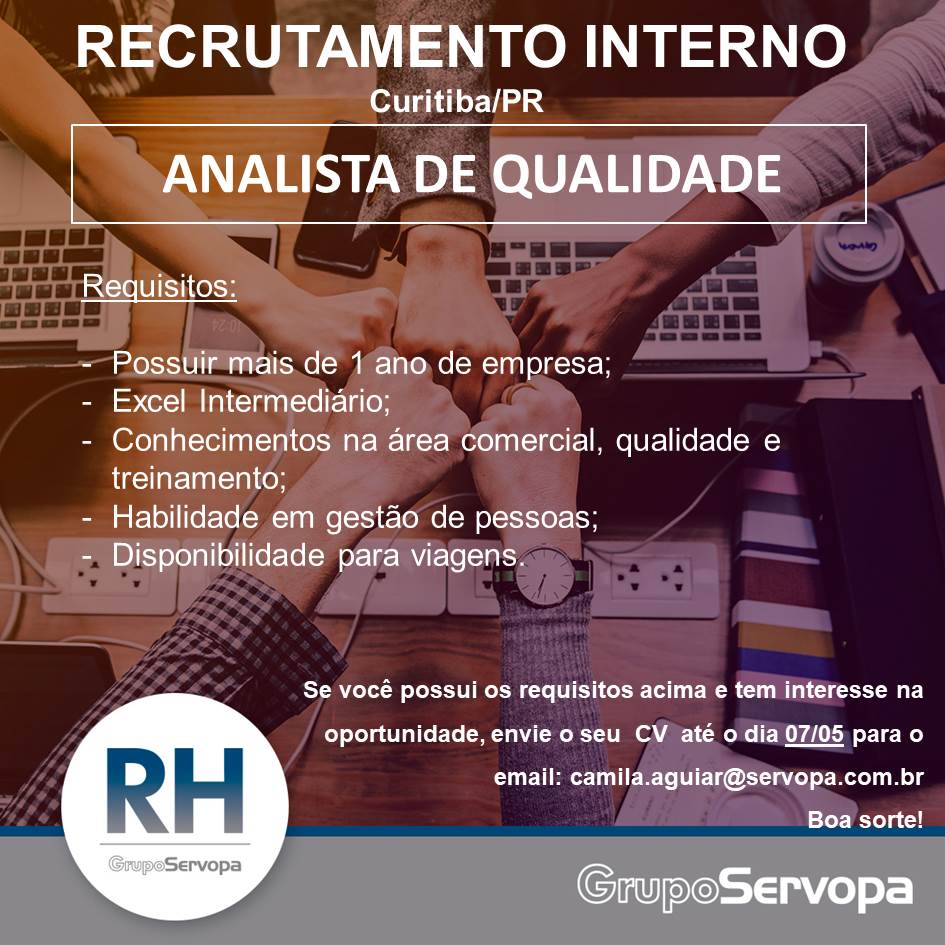 RECRUTAMENTO INTERNO
Curitiba/PR
ANALISTA DE QUALIDADE
Requisitos:
- Possuir mais de 1 ano de empresa;
- Excel Intermediário;
- Conhecimentos na área comercial, qualidade e
treinamento;
- Habilidade em gestão de pessoas;
- Disponibilidade para viagens.
Se você possui os requisitos acima e tem interesse na
oportunidade, envie o seu CV até o dia 07/05 para o
email: camila.aguiar@servopa.com.br
Boa sorte!
RH
GrupoServopa
GrupoServopa
10:24